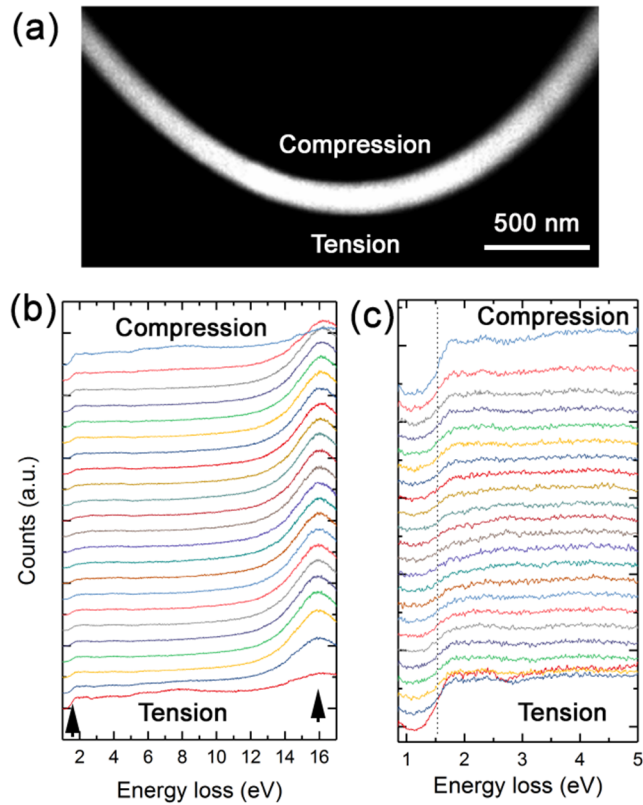 (a)
Compression
Tension
500 nm
(b)
Compression
Counts (a.u.)
Tension
2 4 6 8 10 12 14 16
Energy loss (eV)
(c)
Compression
Tension
1 2 3 4 5
Energy loss (eV)